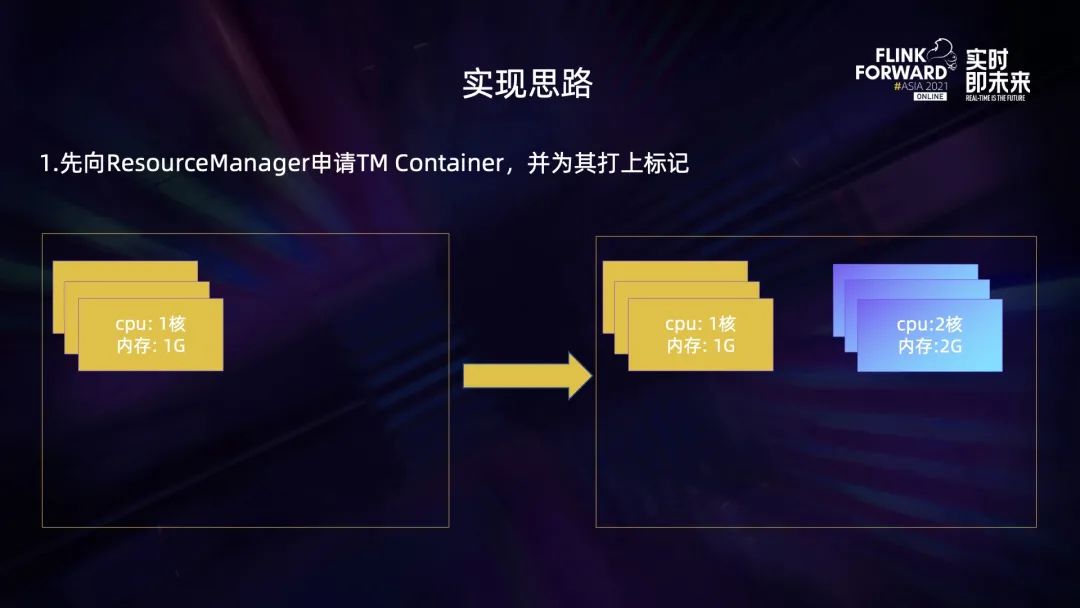 FLINK
FORWARD
#ASIA 2021
ONLINE
实时
即未来
REAL-TIME IS THE FUTURE
实现思路
1.先向ResourceManager申请TM Container，并为其打上标记
cpu: 1核
内存: 1G
cpu: 1核
内存: 1G
cpu:2核
内存:2G